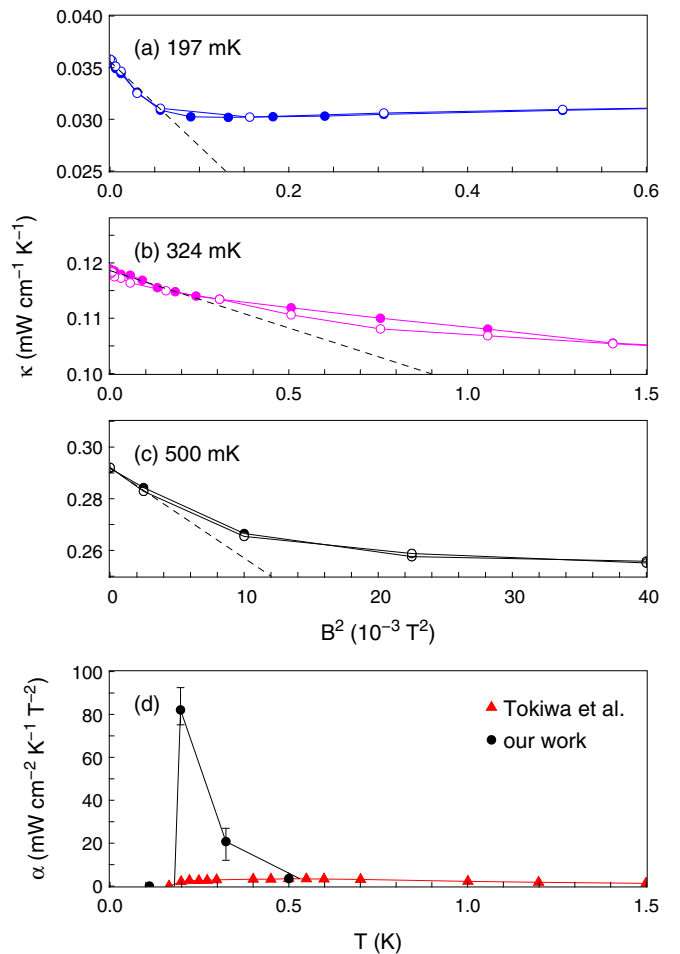 0.040
(a) 197 mK
0.035
0.030
0.025
0.0 0.2 0.4 0.6
(b) 324 mK
0.12
0.11
0.10
0.0 0.5 1.0 1.5
κ (mW cm⁻¹ K⁻¹)
0.30
(c) 500 mK
0.28
0.26
0 10 20 30 40
B² (10⁻³ T²)
100
(d)
80
60
40
20
0
Tokiwa et al.
our work
α (mW cm⁻² K⁻¹ T⁻²)
0.0 0.5 1.0 1.5
T (K)